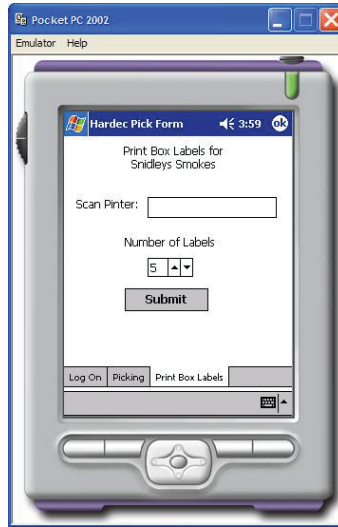 Pocket PC 2002
Emulator Help
Hardec Pick Form 3:59 ok
Print Box Labels for
Snidleys Smokes
Scan Pinter:
Number of Labels
5
Submit
Log On Picking Print Box Labels